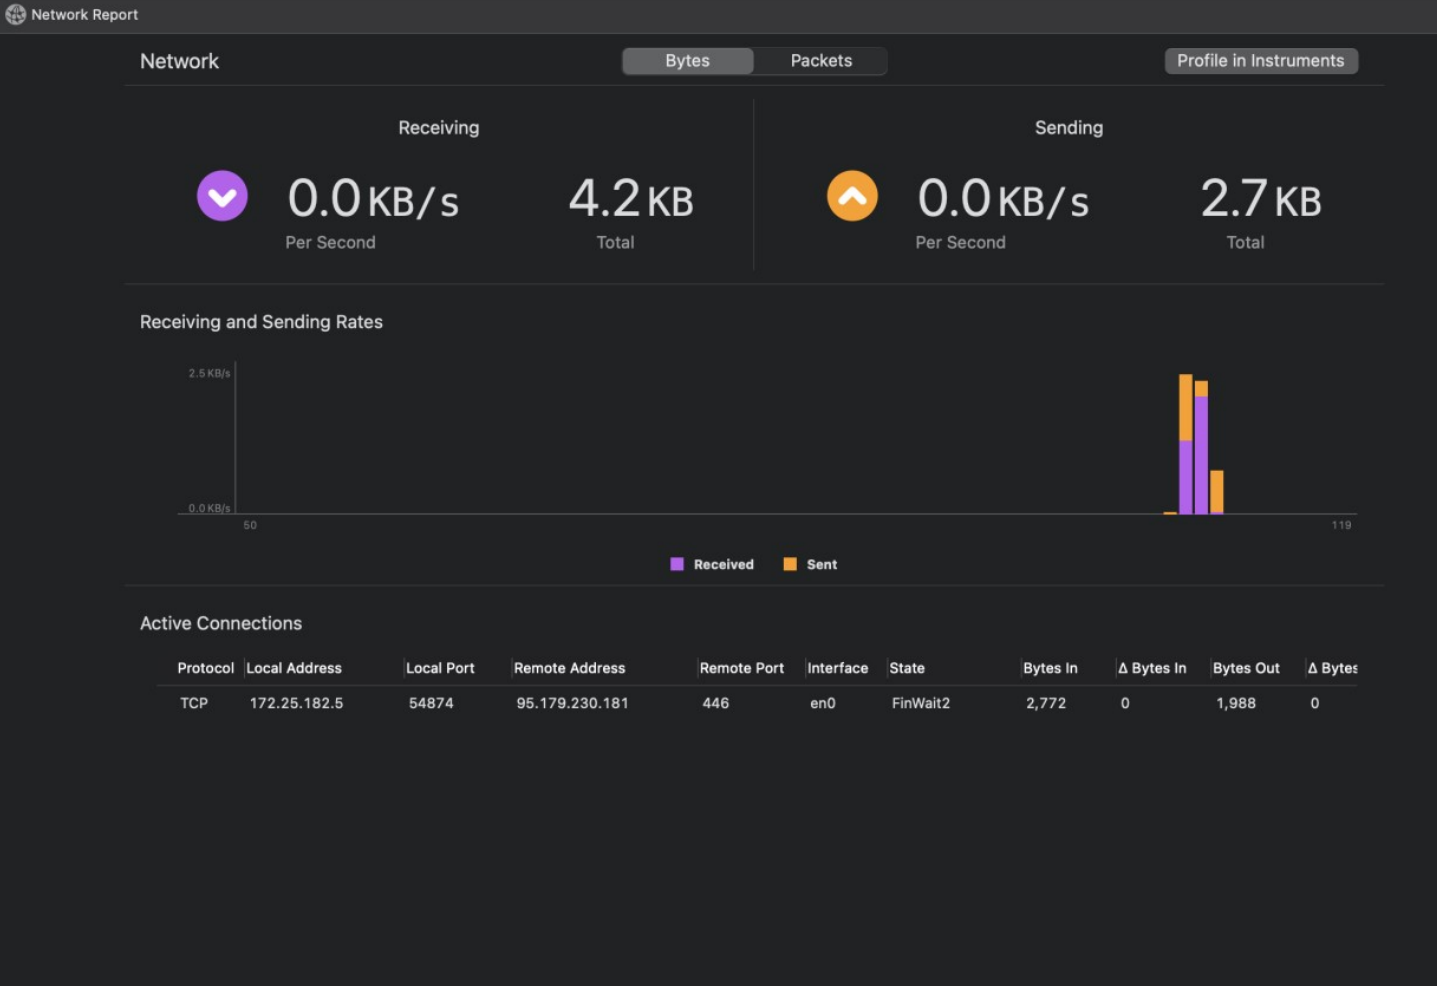 Network Report
Network Bytes Packets Profile in Instruments
Receiving Sending
0.0 KB/s 4.2 KB 0.0 KB/s 2.7 KB
Per Second Total Per Second Total
Receiving and Sending Rates
2.5 KB/s
0.0 KB/s
50 119
Received Sent
Active Connections
Protocol Local Address Local Port Remote Address Remote Port Interface State Bytes In Δ Bytes In Bytes Out Δ Bytes
TCP 172.25.182.5 54874 95.179.230.181 446 en0 FinWait2 2,772 0 1,988 0